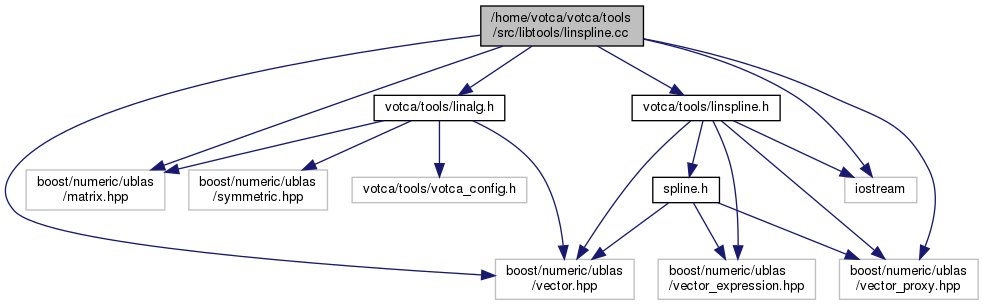 /home/votca/votca/tools
/src/libtools/linspline.cc
votca/tools/linalg.h
votca/tools/linspline.h
boost/numeric/ublas
/matrix.hpp
boost/numeric/ublas
/symmetric.hpp
votca/tools/votca_config.h
spline.h
iostream
boost/numeric/ublas
/vector.hpp
boost/numeric/ublas
/vector_expression.hpp
boost/numeric/ublas
/vector_proxy.hpp